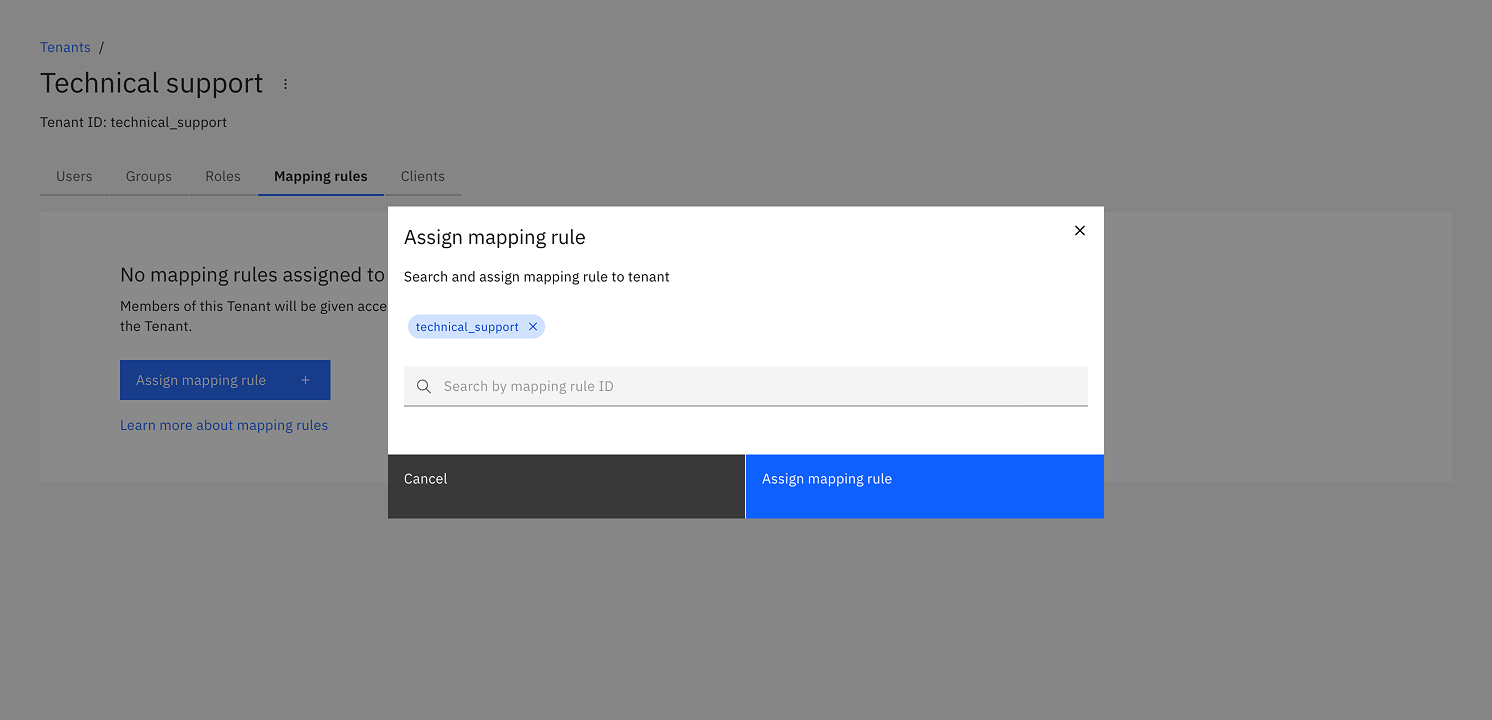 Tenants /
Technical support
Tenant ID: technical_support
Users Groups Roles Mapping rules Clients
No mapping rules assigned to
Members of this Tenant will be given acce
the Tenant.
Assign mapping rule +
Learn more about mapping rules
Assign mapping rule
Search and assign mapping rule to tenant
technical_support
Search by mapping rule ID
Cancel
Assign mapping rule